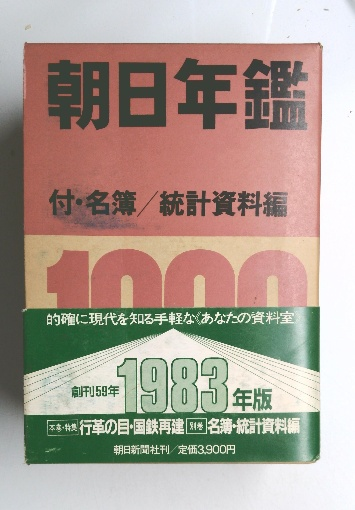 朝日年鑑
付・名簿／統計資料編
的確に現代を知る手軽な《あなたの資料室》
創刊59年
1983年版
本巻・特集 行革の目・国鉄再建 別巻 名簿・統計資料編
朝日新聞社刊／定価3,900円